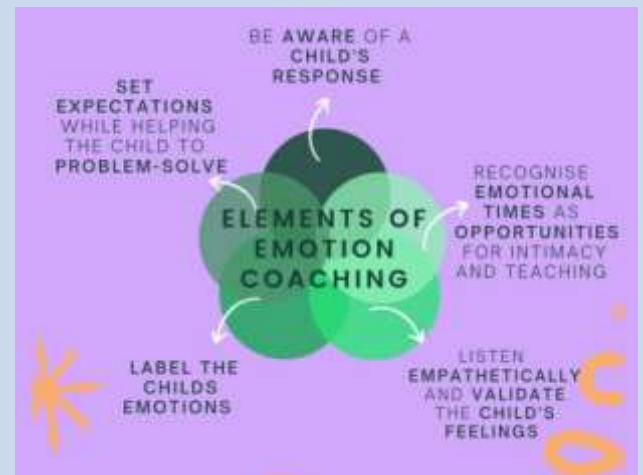 BE AWARE OF A
CHILD'S
RESPONSE
SET
EXPECTATIONS
WHILE HELPING
THE CHILD TO
PROBLEM-SOLVE
RECOGNISE
EMOTIONAL
TIMES AS
OPPORTUNITIES
FOR INTIMACY
AND TEACHING
ELEMENTS OF
EMOTION
COACHING
LABEL THE
CHILDS
EMOTIONS
LISTEN
EMPATHETICALLY
AND VALIDATE
THE CHILD'S
FEELINGS